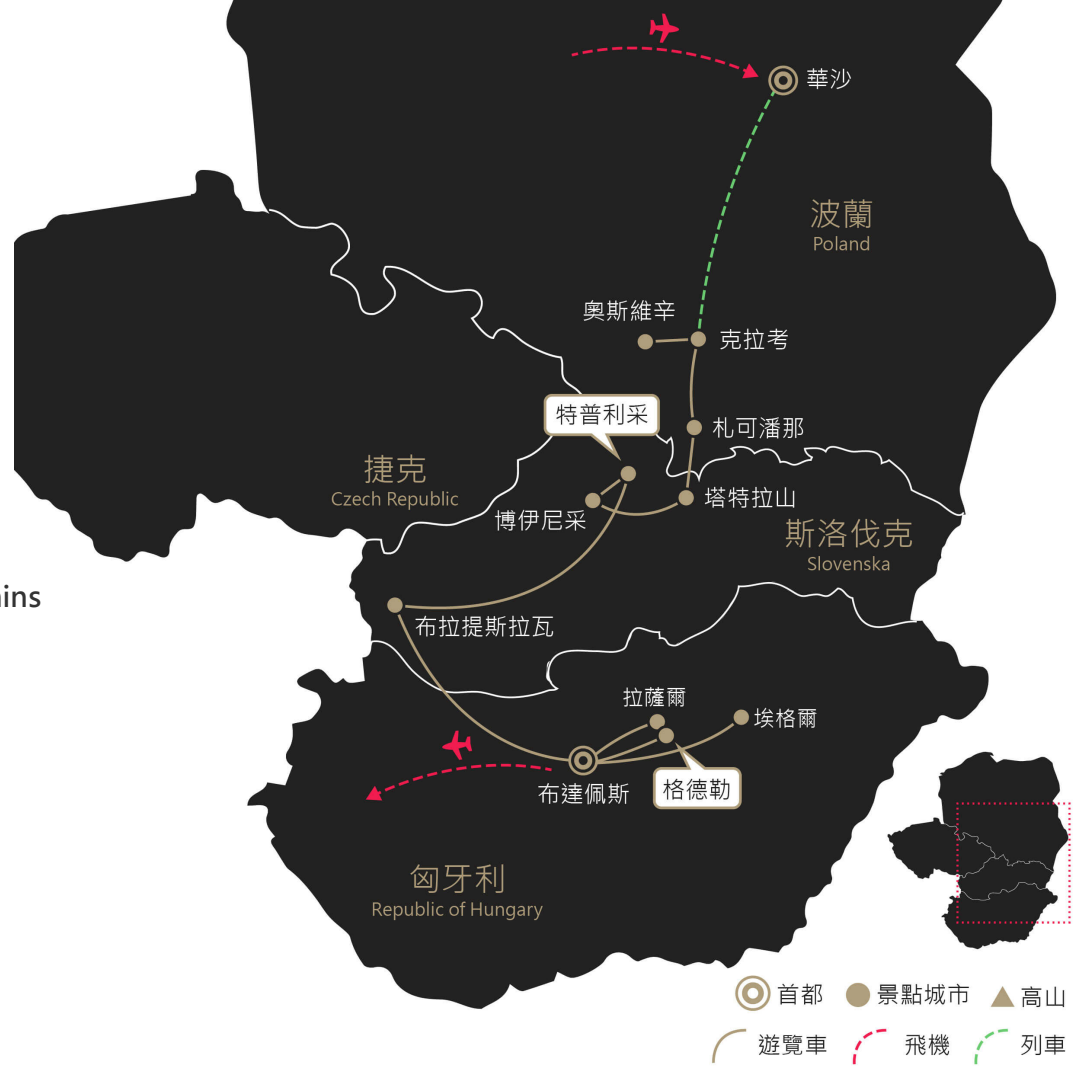 華沙
波蘭
Poland
奧斯維辛
克拉考
特普利采
札可潘那
捷克
Czech Republic
塔特拉山
博伊尼采
斯洛伐克
Slovenska
ins
布拉提斯拉瓦
拉薩爾
埃格爾
格德勒
布達佩斯
匈牙利
Republic of Hungary
首都
景點城市
高山
遊覽車
飛機
列車